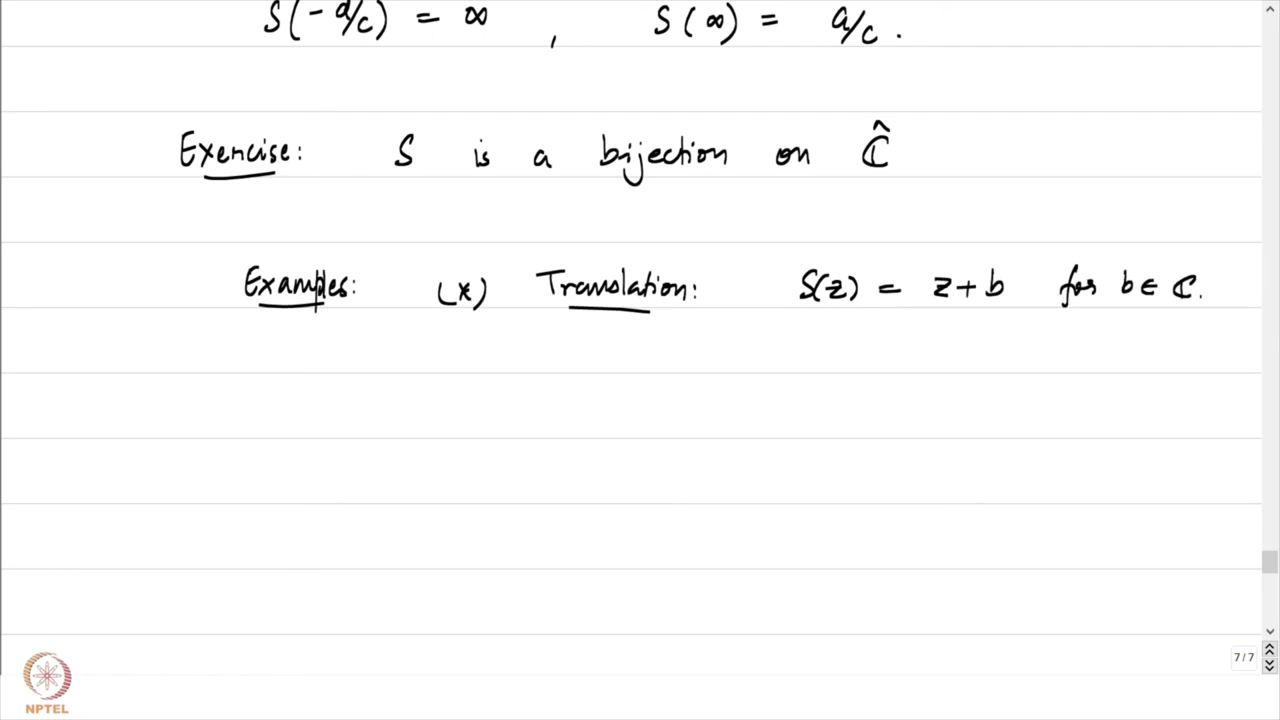 S(-d/c) = ∞ , S(∞) = a/c.
Exercise: S is a bijection on Ĉ
Examples: (*) Translation: S(z) = z+b for b ∈ ℂ.
7/7
NPTEL